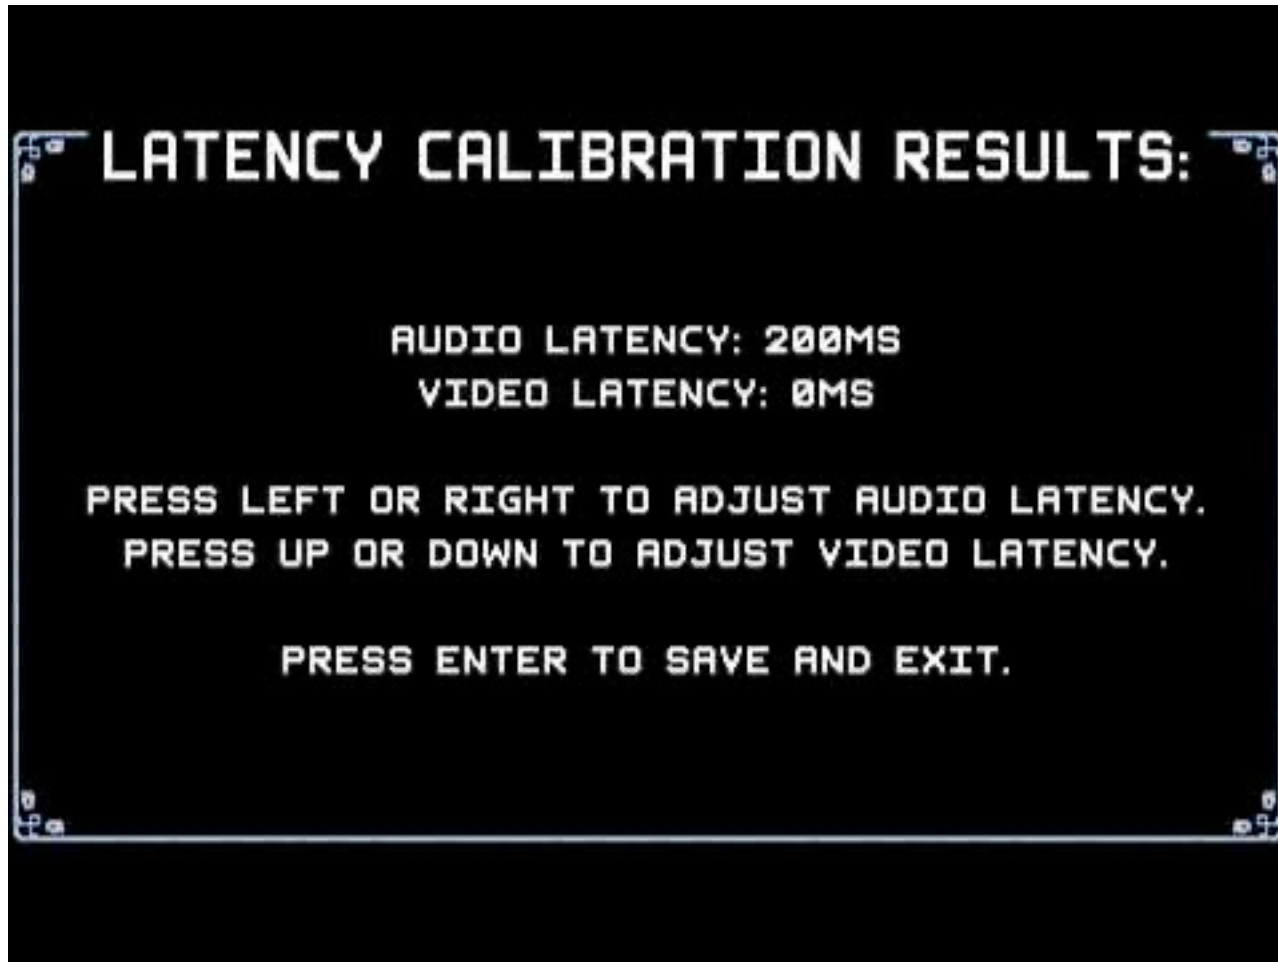 LATENCY CALIBRATION RESULTS:
AUDIO LATENCY: 200MS
VIDEO LATENCY: 0MS
PRESS LEFT OR RIGHT TO ADJUST AUDIO LATENCY.
PRESS UP OR DOWN TO ADJUST VIDEO LATENCY.
PRESS ENTER TO SAVE AND EXIT.